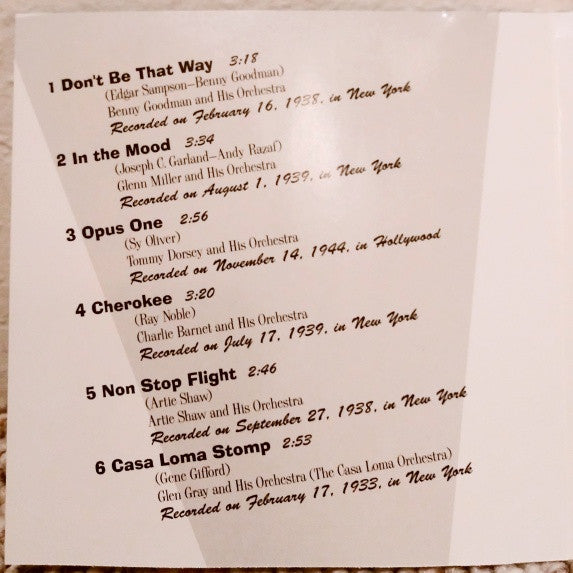 1 Don't Be That Way 3:18
(Edgar Sampson—Benny Goodman)
Benny Goodman and His Orchestra
Recorded on February 16, 1938, in New York
2 In the Mood 3:34
(Joseph C. Garland—Andy Razaf)
Glenn Miller and His Orchestra
Recorded on August 1, 1939, in New York
3 Opus One 2:56
(Sy Oliver)
Tommy Dorsey and His Orchestra
Recorded on November 14, 1944, in Hollywood
4 Cherokee 3:20
(Ray Noble)
Charlie Barnet and His Orchestra
Recorded on July 17, 1939, in New York
5 Non Stop Flight 2:46
(Artie Shaw)
Artie Shaw and His Orchestra
Recorded on September 27, 1938, in New York
6 Casa Loma Stomp 2:53
(Gene Gifford)
Glen Gray and His Orchestra (The Casa Loma Orchestra)
Recorded on February 17, 1933, in New York